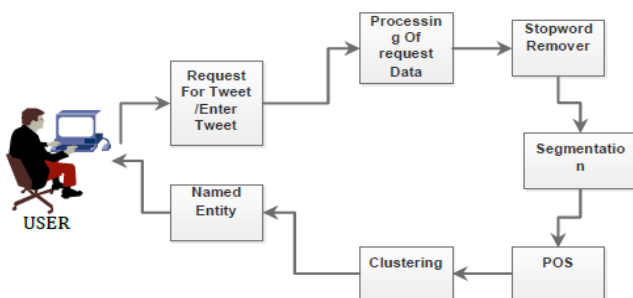 Request
For Tweet
/Enter
Tweet
Processin
g Of
request
Data
Stopword
Remover
Segmentatio
n
POS
Clustering
Named
Entity
USER